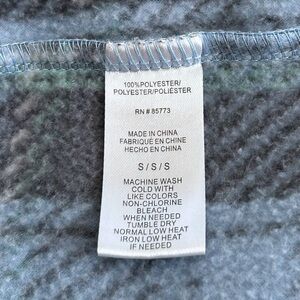 100%POLYESTER/
POLYESTER/POLIÉSTER
RN # 85773
MADE IN CHINA
FABRIQUÉ EN CHINE
HECHO EN CHINA
S / S / S
MACHINE WASH
COLD WITH
LIKE COLORS
NON-CHLORINE
BLEACH
WHEN NEEDED
TUMBLE DRY
NORMAL LOW HEAT
IRON LOW HEAT
IF NEEDED